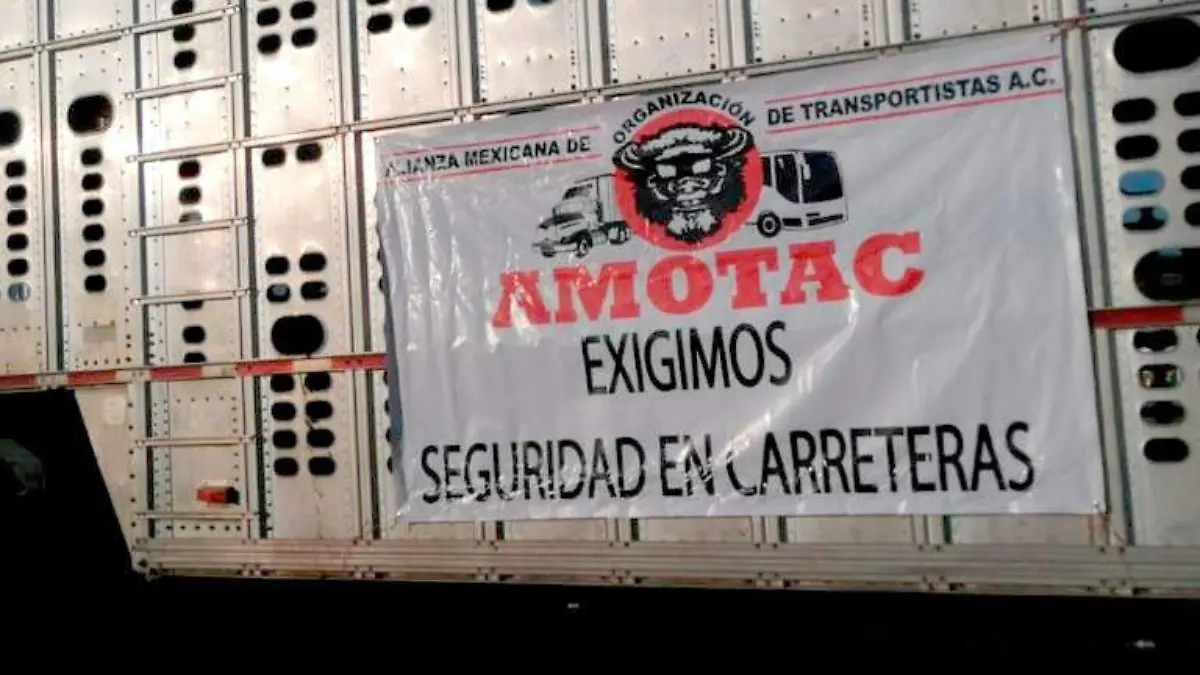 ALIANZA MEXICANA DE ORGANIZACIÓN DE TRANSPORTISTAS A.C.
AMOTAC
EXIGIMOS
SEGURIDAD EN CARRETERAS